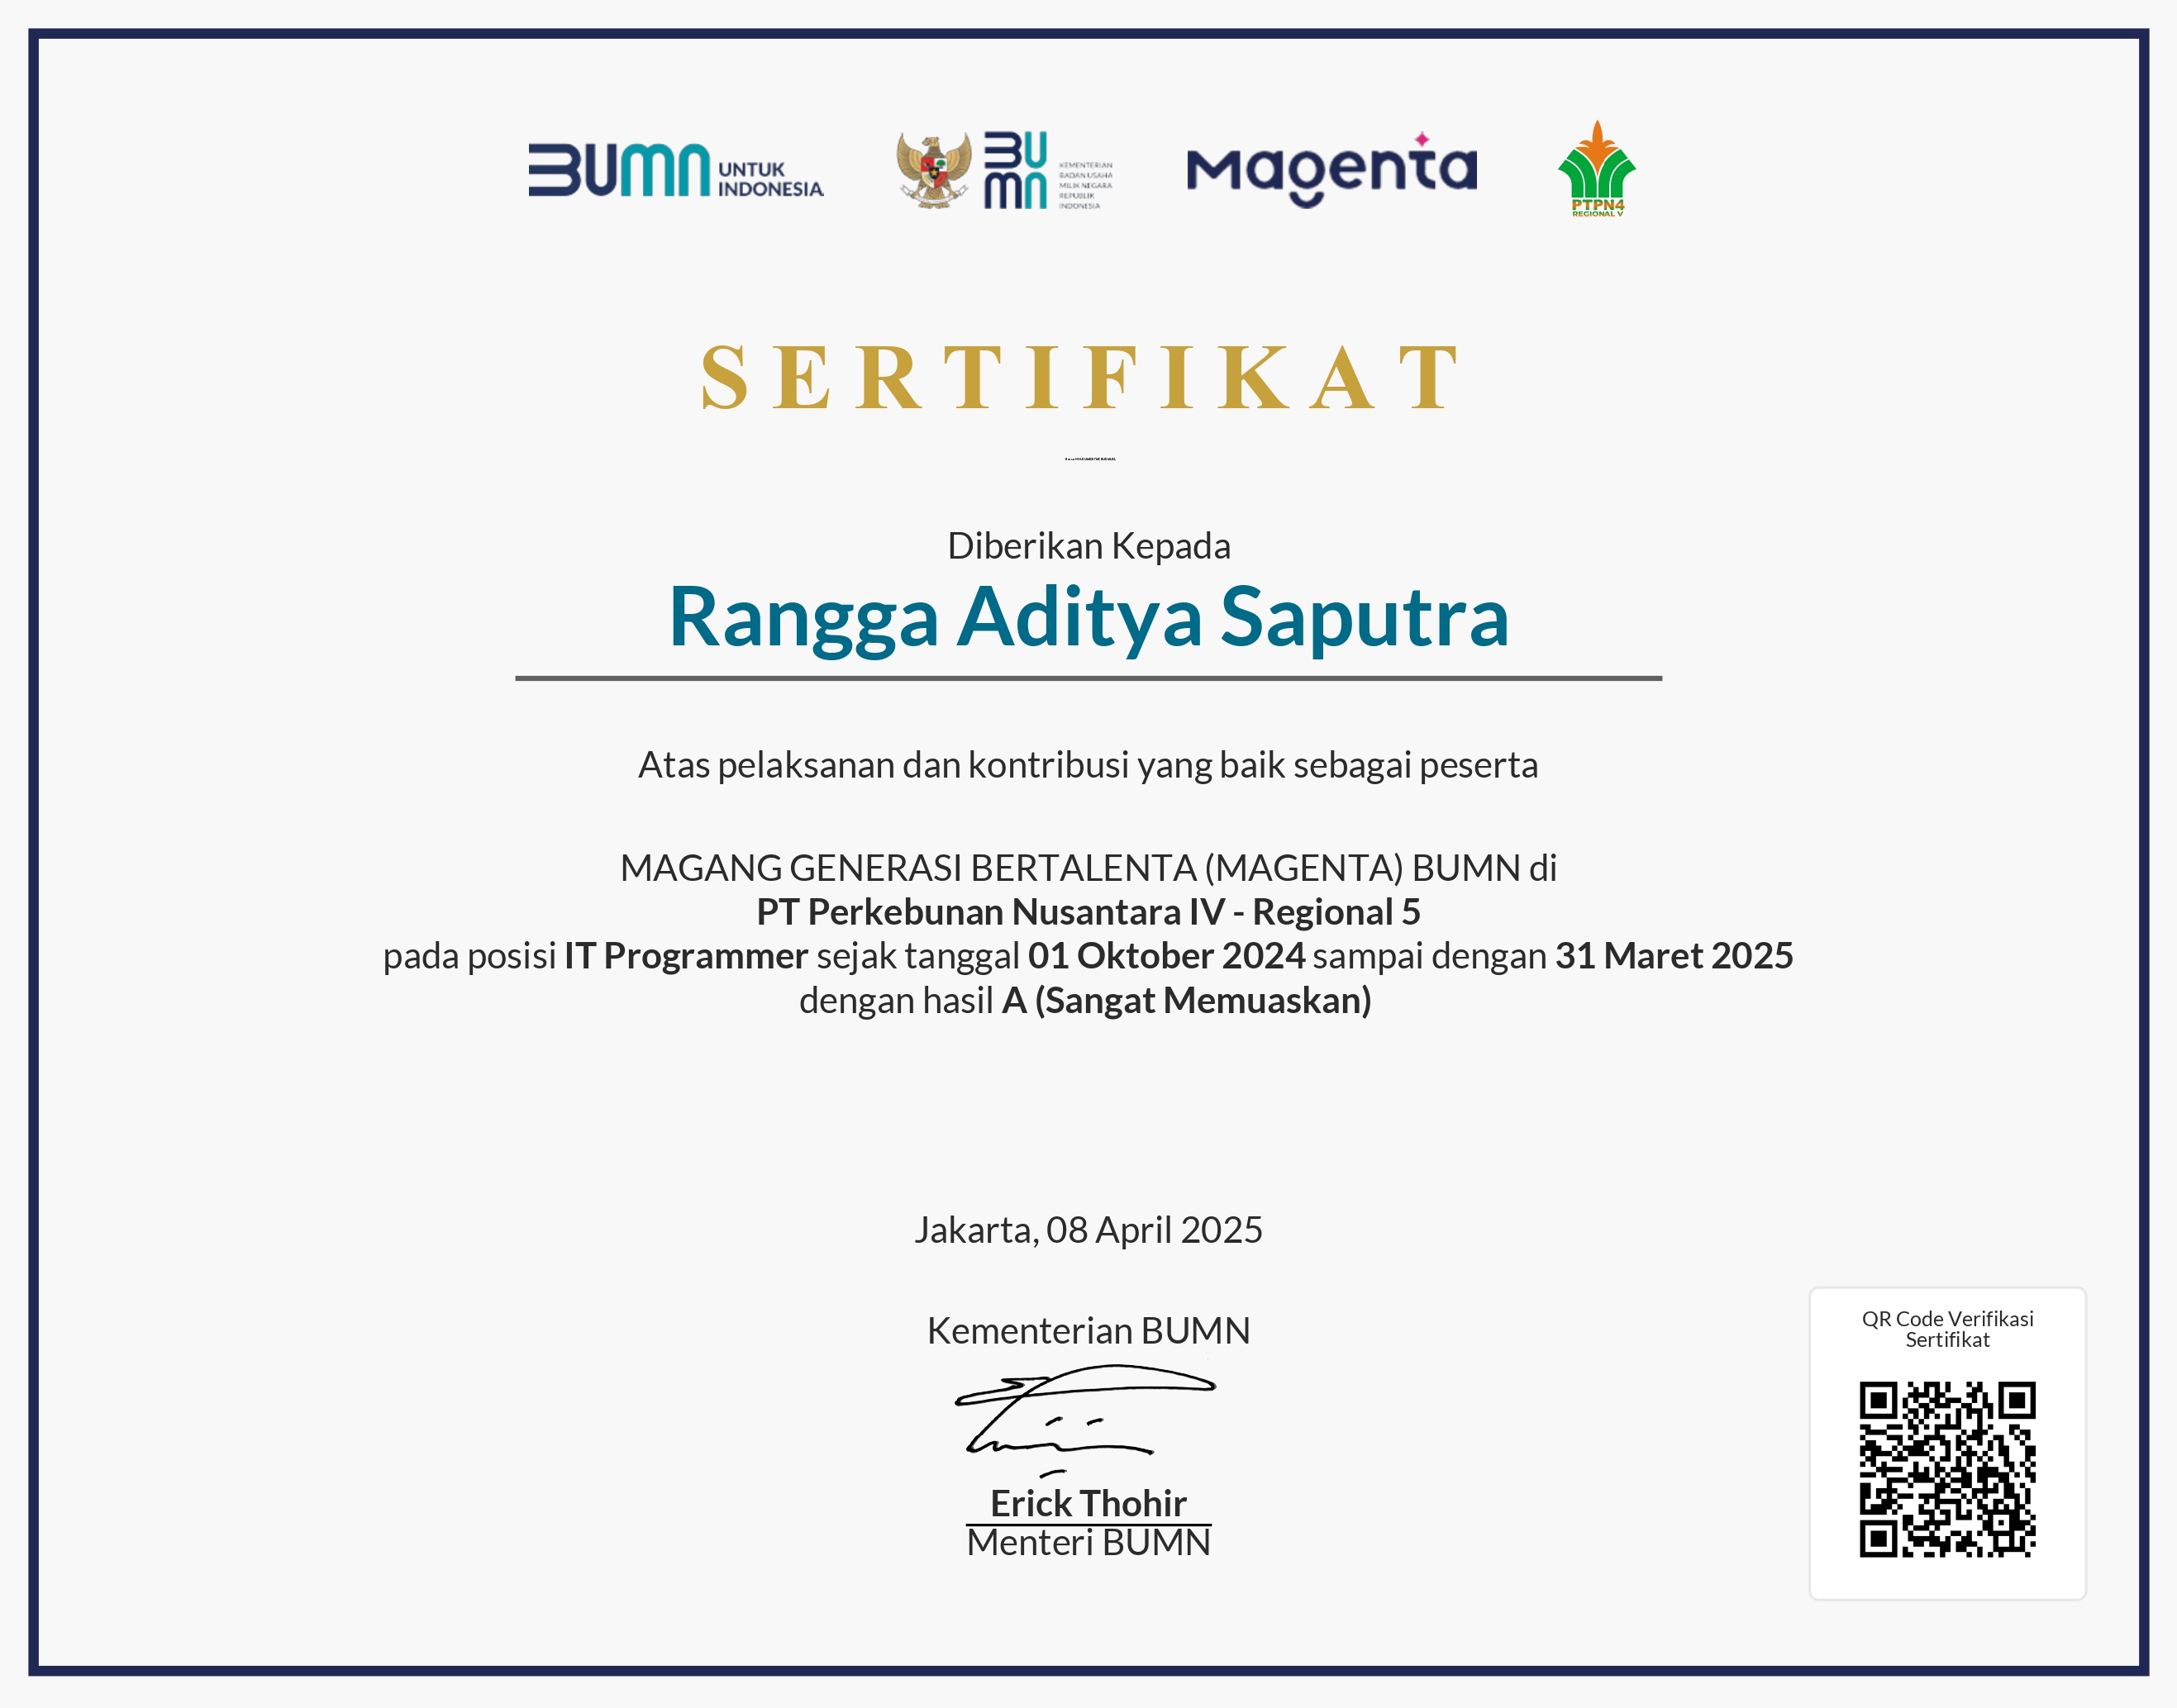 BUMN UNTUK INDONESIA
BUMN
KEMENTERIAN
BADAN USAHA
MILIK NEGARA
REPUBLIK
INDONESIA
Magenta
PTPN4
REGIONAL V
SERTIFIKAT
Diberikan Kepada
Rangga Aditya Saputra
Atas pelaksanan dan kontribusi yang baik sebagai peserta
MAGANG GENERASI BERTALENTA (MAGENTA) BUMN di
PT Perkebunan Nusantara IV - Regional 5
pada posisi IT Programmer sejak tanggal 01 Oktober 2024 sampai dengan 31 Maret 2025
dengan hasil A (Sangat Memuaskan)
Jakarta, 08 April 2025
Kementerian BUMN
Erick Thohir
Menteri BUMN
QR Code Verifikasi
Sertifikat